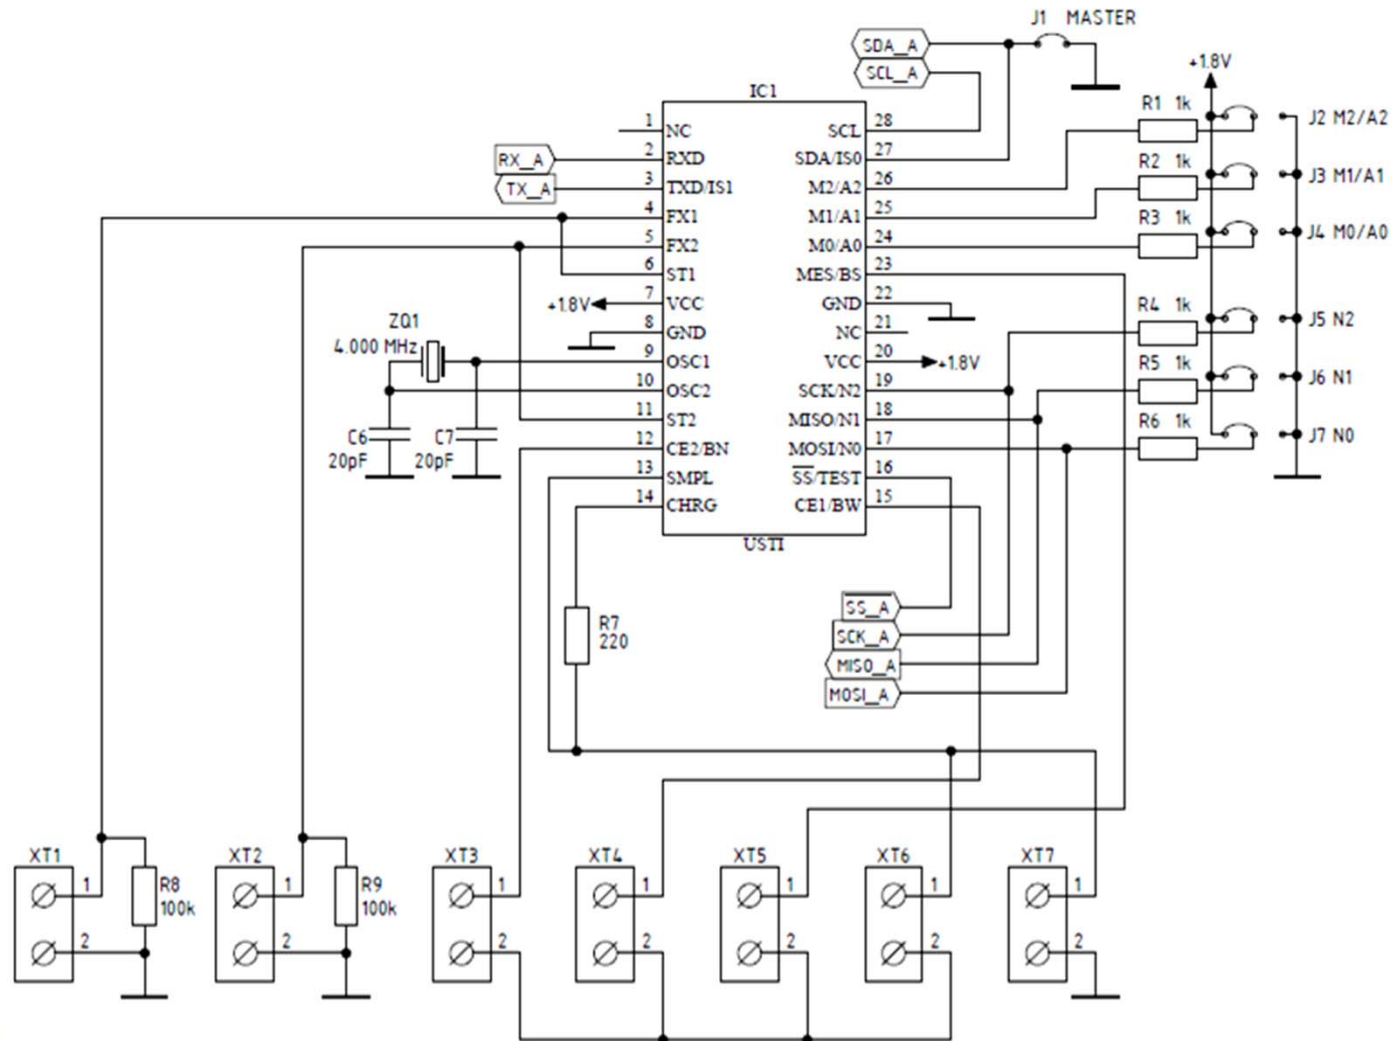 J1 MASTER
SDA_A
SCL_A
+1.8V
IC1
R1 1k
J2 M2/A2
1 NC
SCL 28
RX_A
2 RXD
SDA/IS0 27
R2 1k
J3 M1/A1
TX_A
3 TXD/IS1
M2/A2 26
4 FX1
M1/A1 25
R3 1k
J4 M0/A0
5 FX2
M0/A0 24
6 ST1
MES/BS 23
+1.8V
7 VCC
GND 22
R4 1k
J5 N2
ZQ1
4.000 MHz
8 GND
NC 21
9 OSC1
VCC 20
+1.8V
R5 1k
J6 N1
10 OSC2
SCK/N2 19
11 ST2
MISO/N1 18
R6 1k
J7 N0
C6
20pF
C7
20pF
12 CE2/BN
MOSI/N0 17
13 SMPL
SS/TEST 16
14 CHRG
CE1/BW 15
USTI
R7
220
SS_A
SCK_A
MISO_A
MOSI_A
XT1
XT2
XT3
XT4
XT5
XT6
XT7
1
R8
100k
1
R9
100k
1
1
1
1
1
2
2
2
2
2
2
2